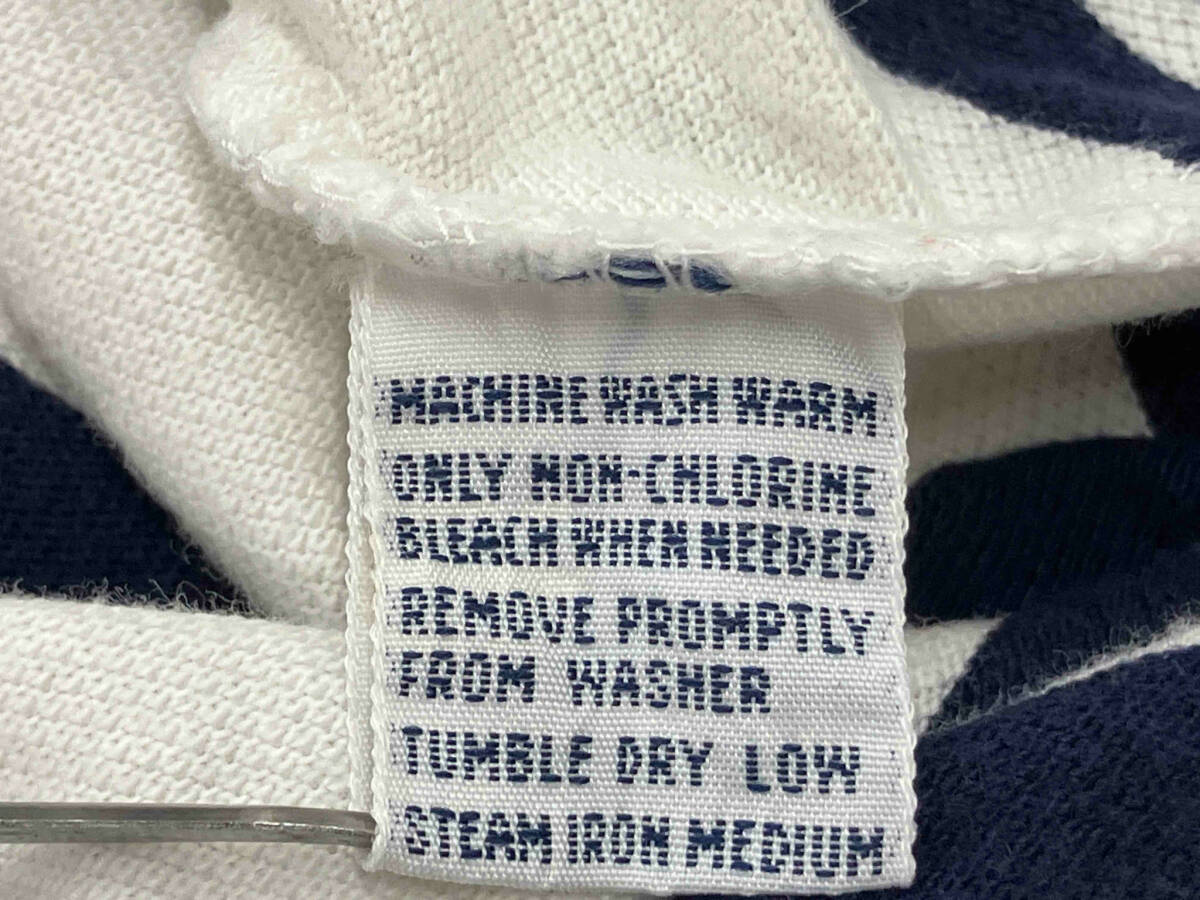 MACHINE WASH WARM
ONLY NON-CHLORINE
BLEACH WHEN NEEDED
REMOVE PROMPTLY
FROM WASHER
TUMBLE DRY LOW
STEAM IRON MEDIUM